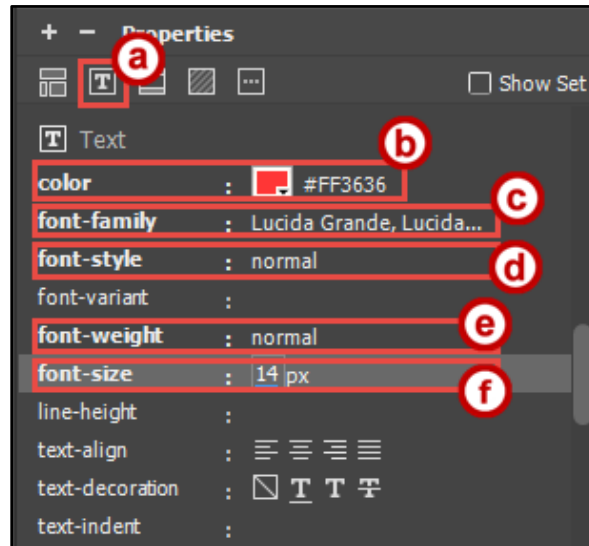 + - Properties
a
T
Show Set
T Text
b
color : #FF3636
c
font-family : Lucida Grande, Lucida...
font-style : normal
d
font-variant :
e
font-weight : normal
font-size : 14 px
f
line-height :
text-align :
text-decoration : T T T
text-indent :